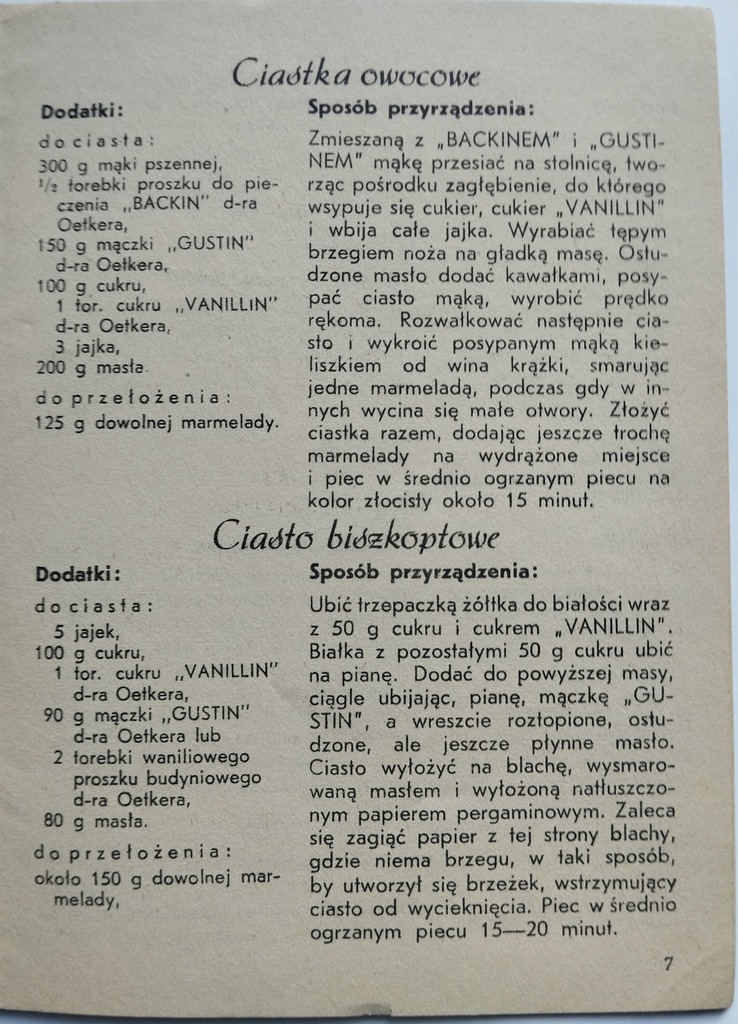 Ciastka owocowe
Dodatki:
do ciasta:
300 g mąki pszennej,
1/2 torebki proszku do pie-
czenia „BACKIN" d-ra
Oetkera,
150 g mączki „GUSTIN"
d-ra Oetkera,
100 g cukru,
1 tor. cukru „VANILLIN"
d-ra Oetkera,
3 jajka,
200 g masła.
do przełożenia:
125 g dowolnej marmelady.
Sposób przyrządzenia:
Zmieszaną z „BACKINEM" i „GUSTI-
NEM" mąkę przesiać na stolnicę, two-
rząc pośrodku zagłębienie, do którego
wsypuje się cukier, cukier „VANILLIN"
i wbija całe jajka. Wyrabiać tępym
brzegiem noża na gładką masę. Ostu-
dzone masło dodać kawałkami, posy-
pać ciasto mąką, wyrobić prędko
rękoma. Rozwałkować następnie cia-
sto i wykroić posypanym mąką kie-
liszkiem od wina krążki, smarując
jedne marmeladą, podczas gdy w in-
nych wycina się małe otwory. Złożyć
ciastka razem, dodając jeszcze trochę
marmelady na wydrążone miejsce
i piec w średnio ogrzanym piecu na
kolor złocisty około 15 minut.
Ciasto biszkoptowe
Dodatki:
do ciasta:
5 jajek,
100 g cukru,
1 tor. cukru „VANILLIN"
d-ra Oetkera,
90 g mączki „GUSTIN"
d-ra Oetkera lub
2 torebki waniliowego
proszku budyniowego
d-ra Oetkera,
80 g masła.
do przełożenia:
około 150 g dowolnej mar-
melady,
Sposób przyrządzenia:
Ubić trzepaczką żółtka do białości wraz
z 50 g cukru i cukrem „VANILLIN".
Białka z pozostałymi 50 g cukru ubić
na pianę. Dodać do powyższej masy,
ciągle ubijając, pianę, mączkę „GU-
STIN", a wreszcie roztopione, ostu-
dzone, ale jeszcze płynne masło.
Ciasto wyłożyć na blachę, wysmaro-
waną masłem i wyłożoną natłuszczo-
nym papierem pergaminowym. Zaleca
się zagiąć papier z tej strony blachy,
gdzie niema brzegu, w taki sposób,
by utworzył się brzeżek, wstrzymujący
ciasto od wycieknięcia. Piec w średnio
ogrzanym piecu 15—20 minut.
7